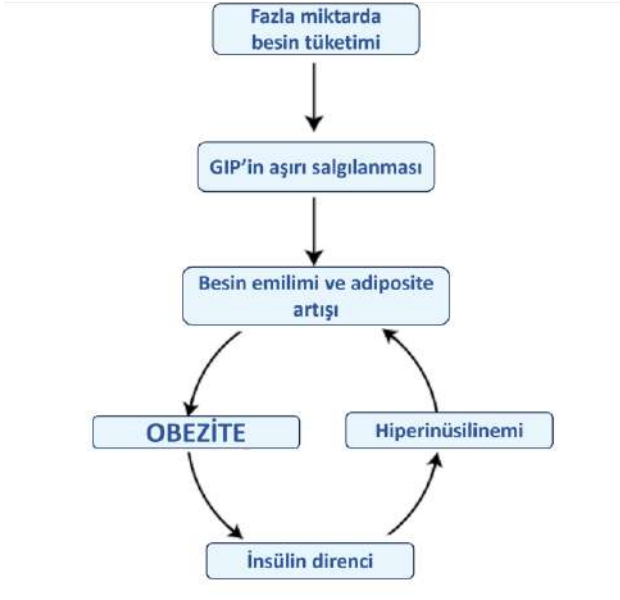 Fazla miktarda
besin tüketimi
GIP'in aşırı salgılanması
Besin emilimi ve adiposite
artışı
OBEZİTE
Hiperinüsilinemi
İnsülin direnci